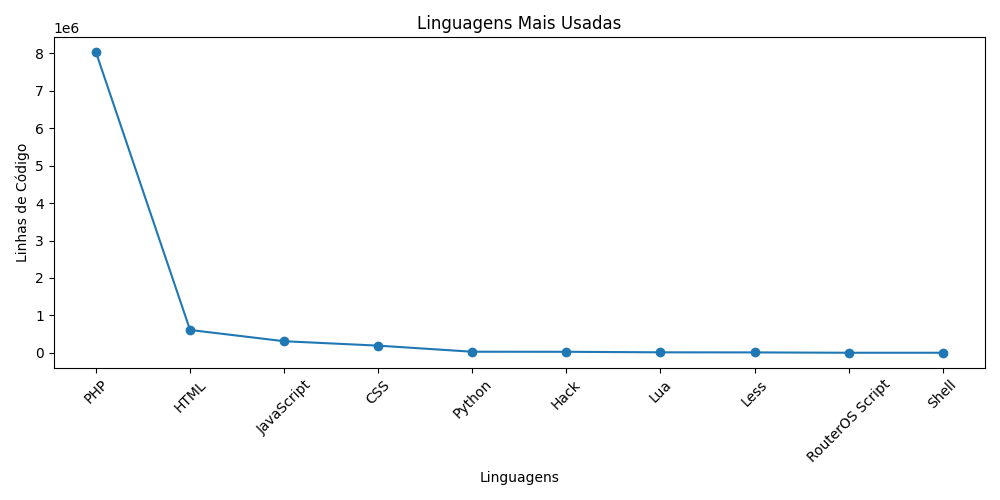 Linguagens Mais Usadas
1e6
8
7
6
5
4
3
2
1
0
Linhas de Código
PHP
HTML
JavaScript
CSS
Python
Hack
Lua
Less
RouterOS Script
Shell
Linguagens